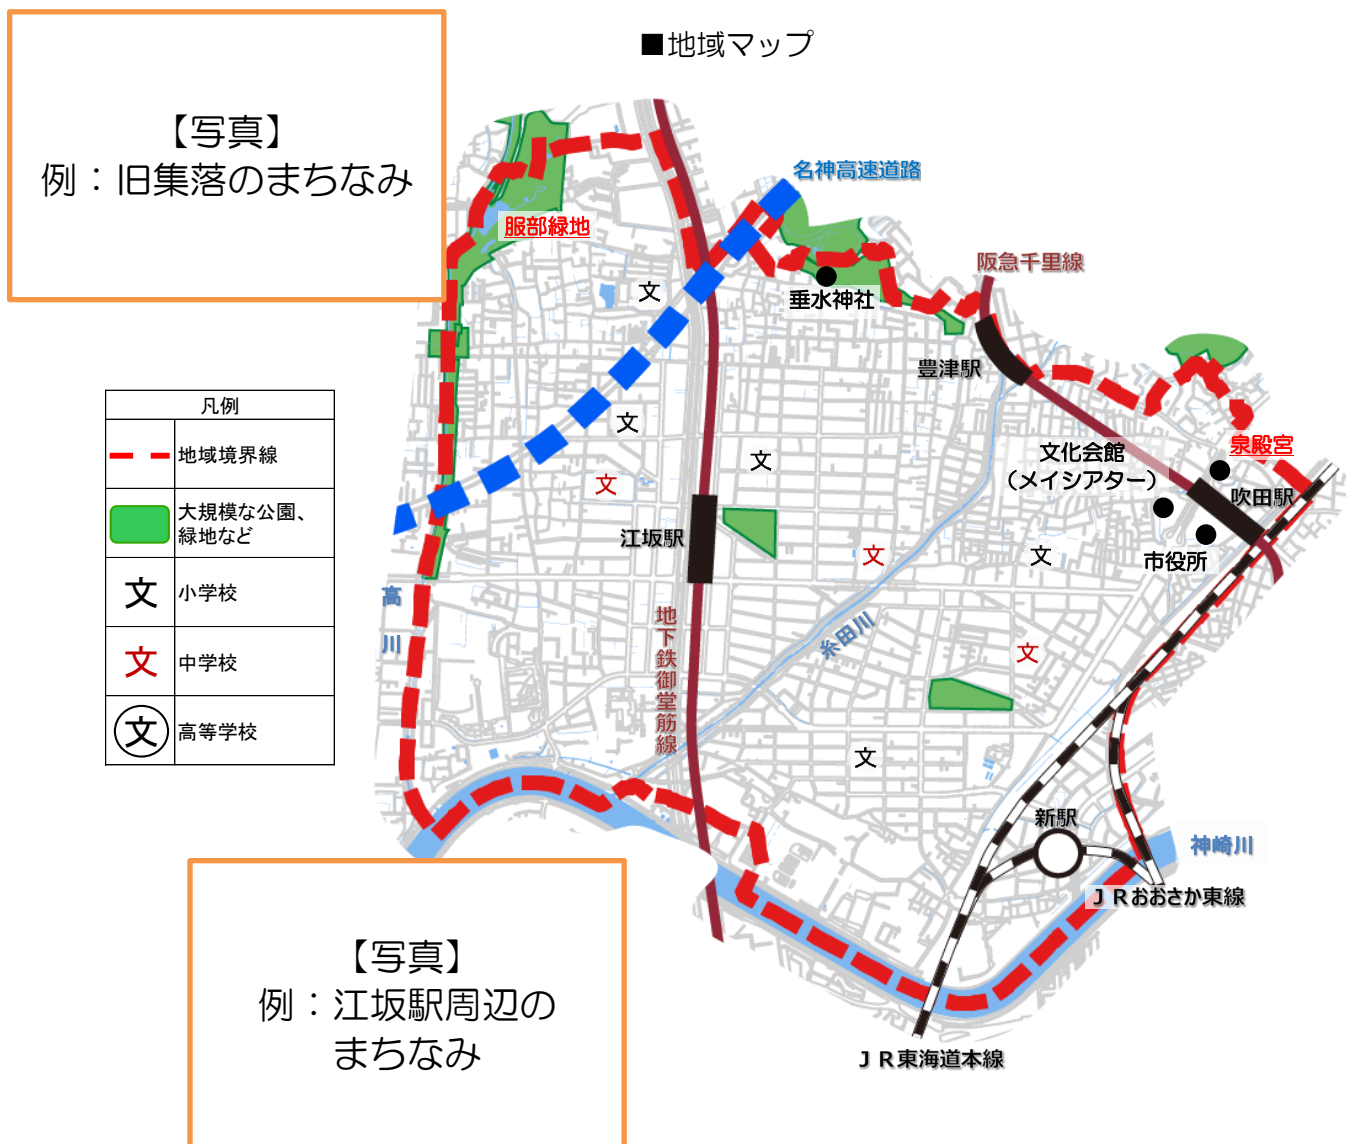 ■地域マップ
【写真】
例：旧集落のまちなみ
名神高速道路
服部緑地
阪急千里線
文
垂水神社
豊津駅
凡例
地域境界線
大規模な公園、
緑地など
文 小学校
文 中学校
文 高等学校
文
文
文
泉殿宮
文化会館
（メイシアター）
吹田駅
江坂駅
文
文
市役所
高川
地下鉄御堂筋線
糸田川
文
文
新駅
神崎川
ＪＲおおさか東線
ＪＲ東海道本線
【写真】
例：江坂駅周辺の
まちなみ